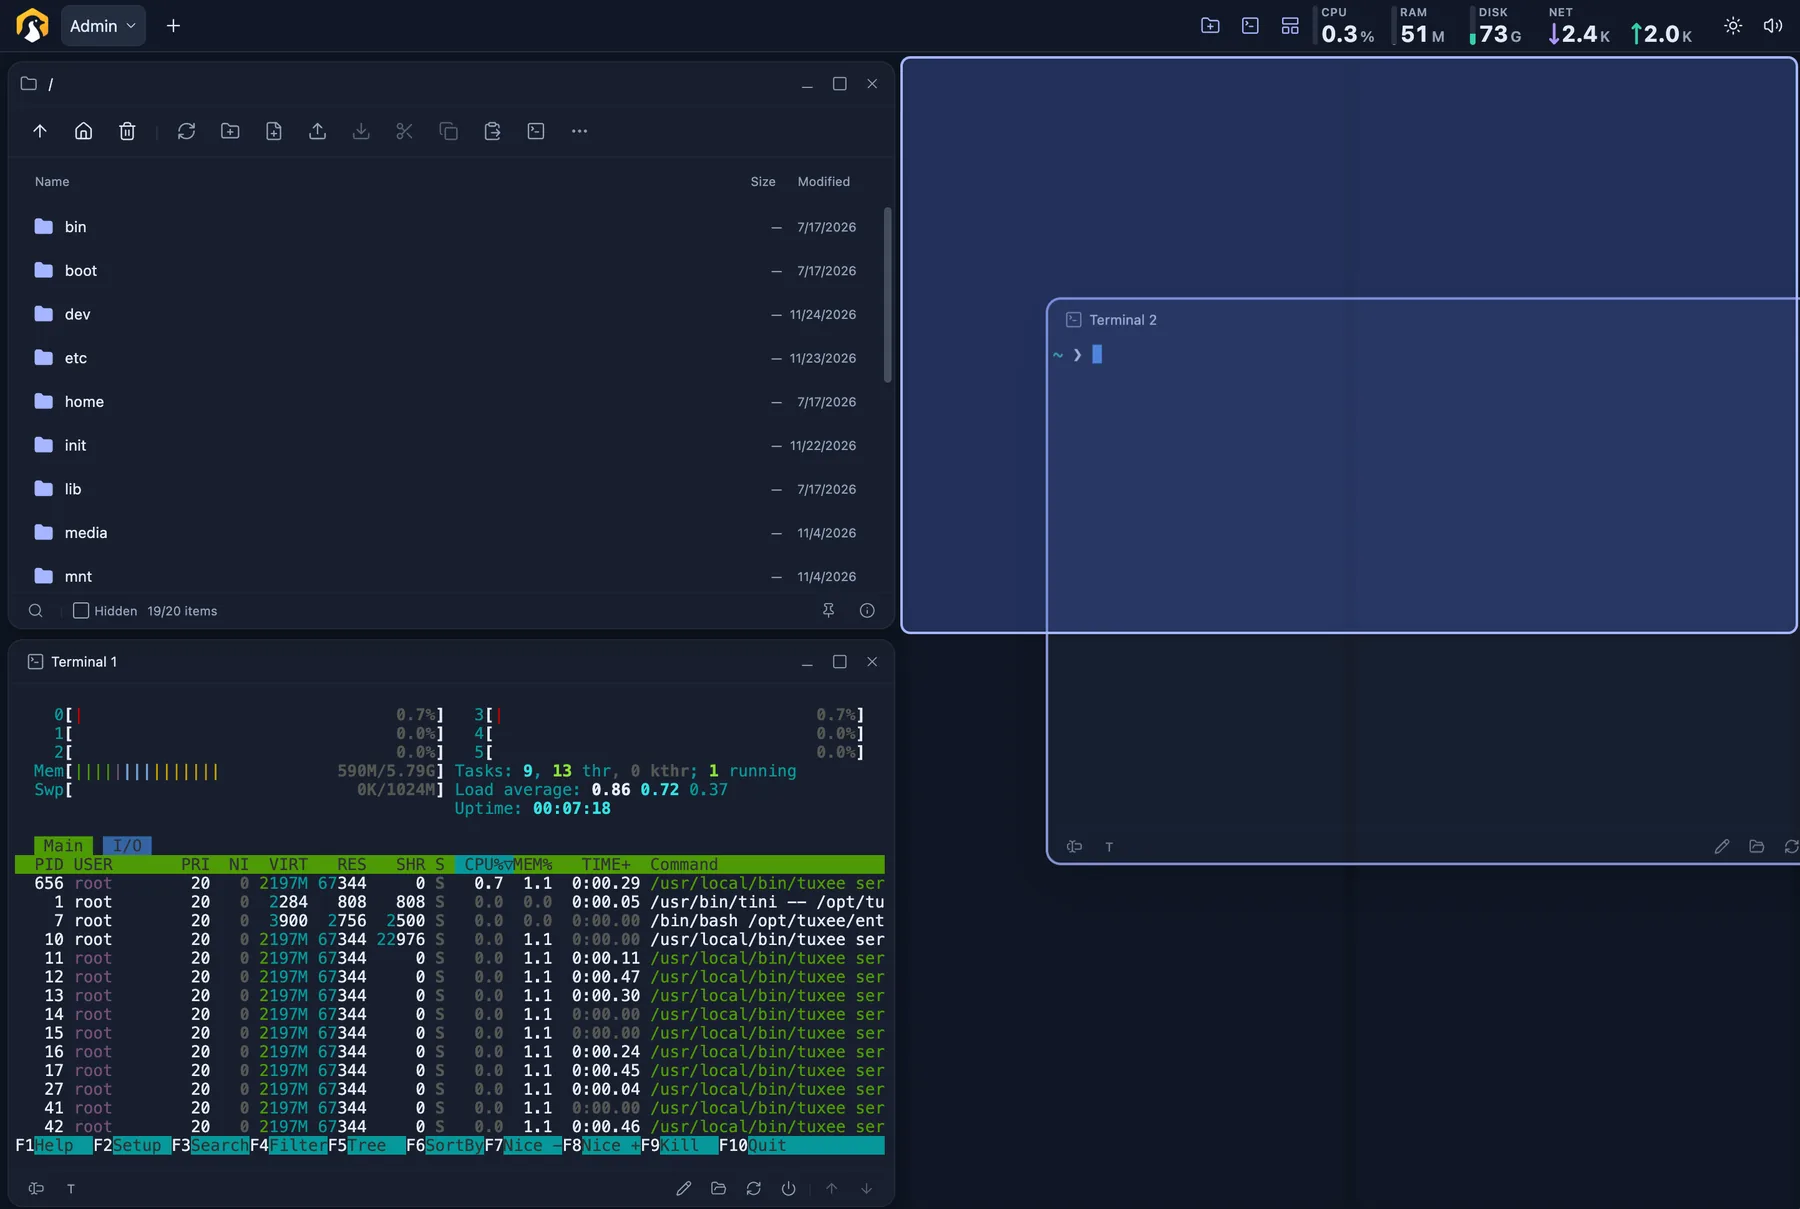 Admin
CPU 0.3% RAM 51M DISK 73G NET 2.4K 2.0K
/
Name Size Modified
bin — 7/17/2026
boot — 7/17/2026
dev — 11/24/2026
etc — 11/23/2026
home — 7/17/2026
init — 11/22/2026
lib — 7/17/2026
media — 11/4/2026
mnt — 11/4/2026
Hidden 19/20 items
Terminal 2
~ ❯
T
Terminal 1
0[| 0.7%] 3[| 0.7%]
1[ 0.0%] 4[ 0.0%]
2[ 0.0%] 5[ 0.0%]
Mem[||||||||||||||| 590M/5.79G] Tasks: 9, 13 thr, 0 kthr; 1 running
Swp[ 0K/1024M] Load average: 0.86 0.72 0.37
Uptime: 00:07:18
Main I/O
PID USER PRI NI VIRT RES SHR S CPU%▽MEM% TIME+ Command
656 root 20 0 2197M 67344 0 S 0.7 1.1 0:00.29 /usr/local/bin/tuxee ser
1 root 20 0 2284 808 808 S 0.0 0.0 0:00.05 /usr/bin/tini -- /opt/tu
7 root 20 0 3900 2756 2500 S 0.0 0.0 0:00.00 /bin/bash /opt/tuxee/ent
10 root 20 0 2197M 67344 22976 S 0.0 1.1 0:00.00 /usr/local/bin/tuxee ser
11 root 20 0 2197M 67344 0 S 0.0 1.1 0:00.11 /usr/local/bin/tuxee ser
12 root 20 0 2197M 67344 0 S 0.0 1.1 0:00.47 /usr/local/bin/tuxee ser
13 root 20 0 2197M 67344 0 S 0.0 1.1 0:00.30 /usr/local/bin/tuxee ser
14 root 20 0 2197M 67344 0 S 0.0 1.1 0:00.00 /usr/local/bin/tuxee ser
15 root 20 0 2197M 67344 0 S 0.0 1.1 0:00.00 /usr/local/bin/tuxee ser
16 root 20 0 2197M 67344 0 S 0.0 1.1 0:00.24 /usr/local/bin/tuxee ser
17 root 20 0 2197M 67344 0 S 0.0 1.1 0:00.45 /usr/local/bin/tuxee ser
27 root 20 0 2197M 67344 0 S 0.0 1.1 0:00.04 /usr/local/bin/tuxee ser
41 root 20 0 2197M 67344 0 S 0.0 1.1 0:00.00 /usr/local/bin/tuxee ser
42 root 20 0 2197M 67344 0 S 0.0 1.1 0:00.46 /usr/local/bin/tuxee ser
F1Help F2Setup F3SearchF4FilterF5Tree F6SortByF7Nice -F8Nice +F9Kill F10Quit
T